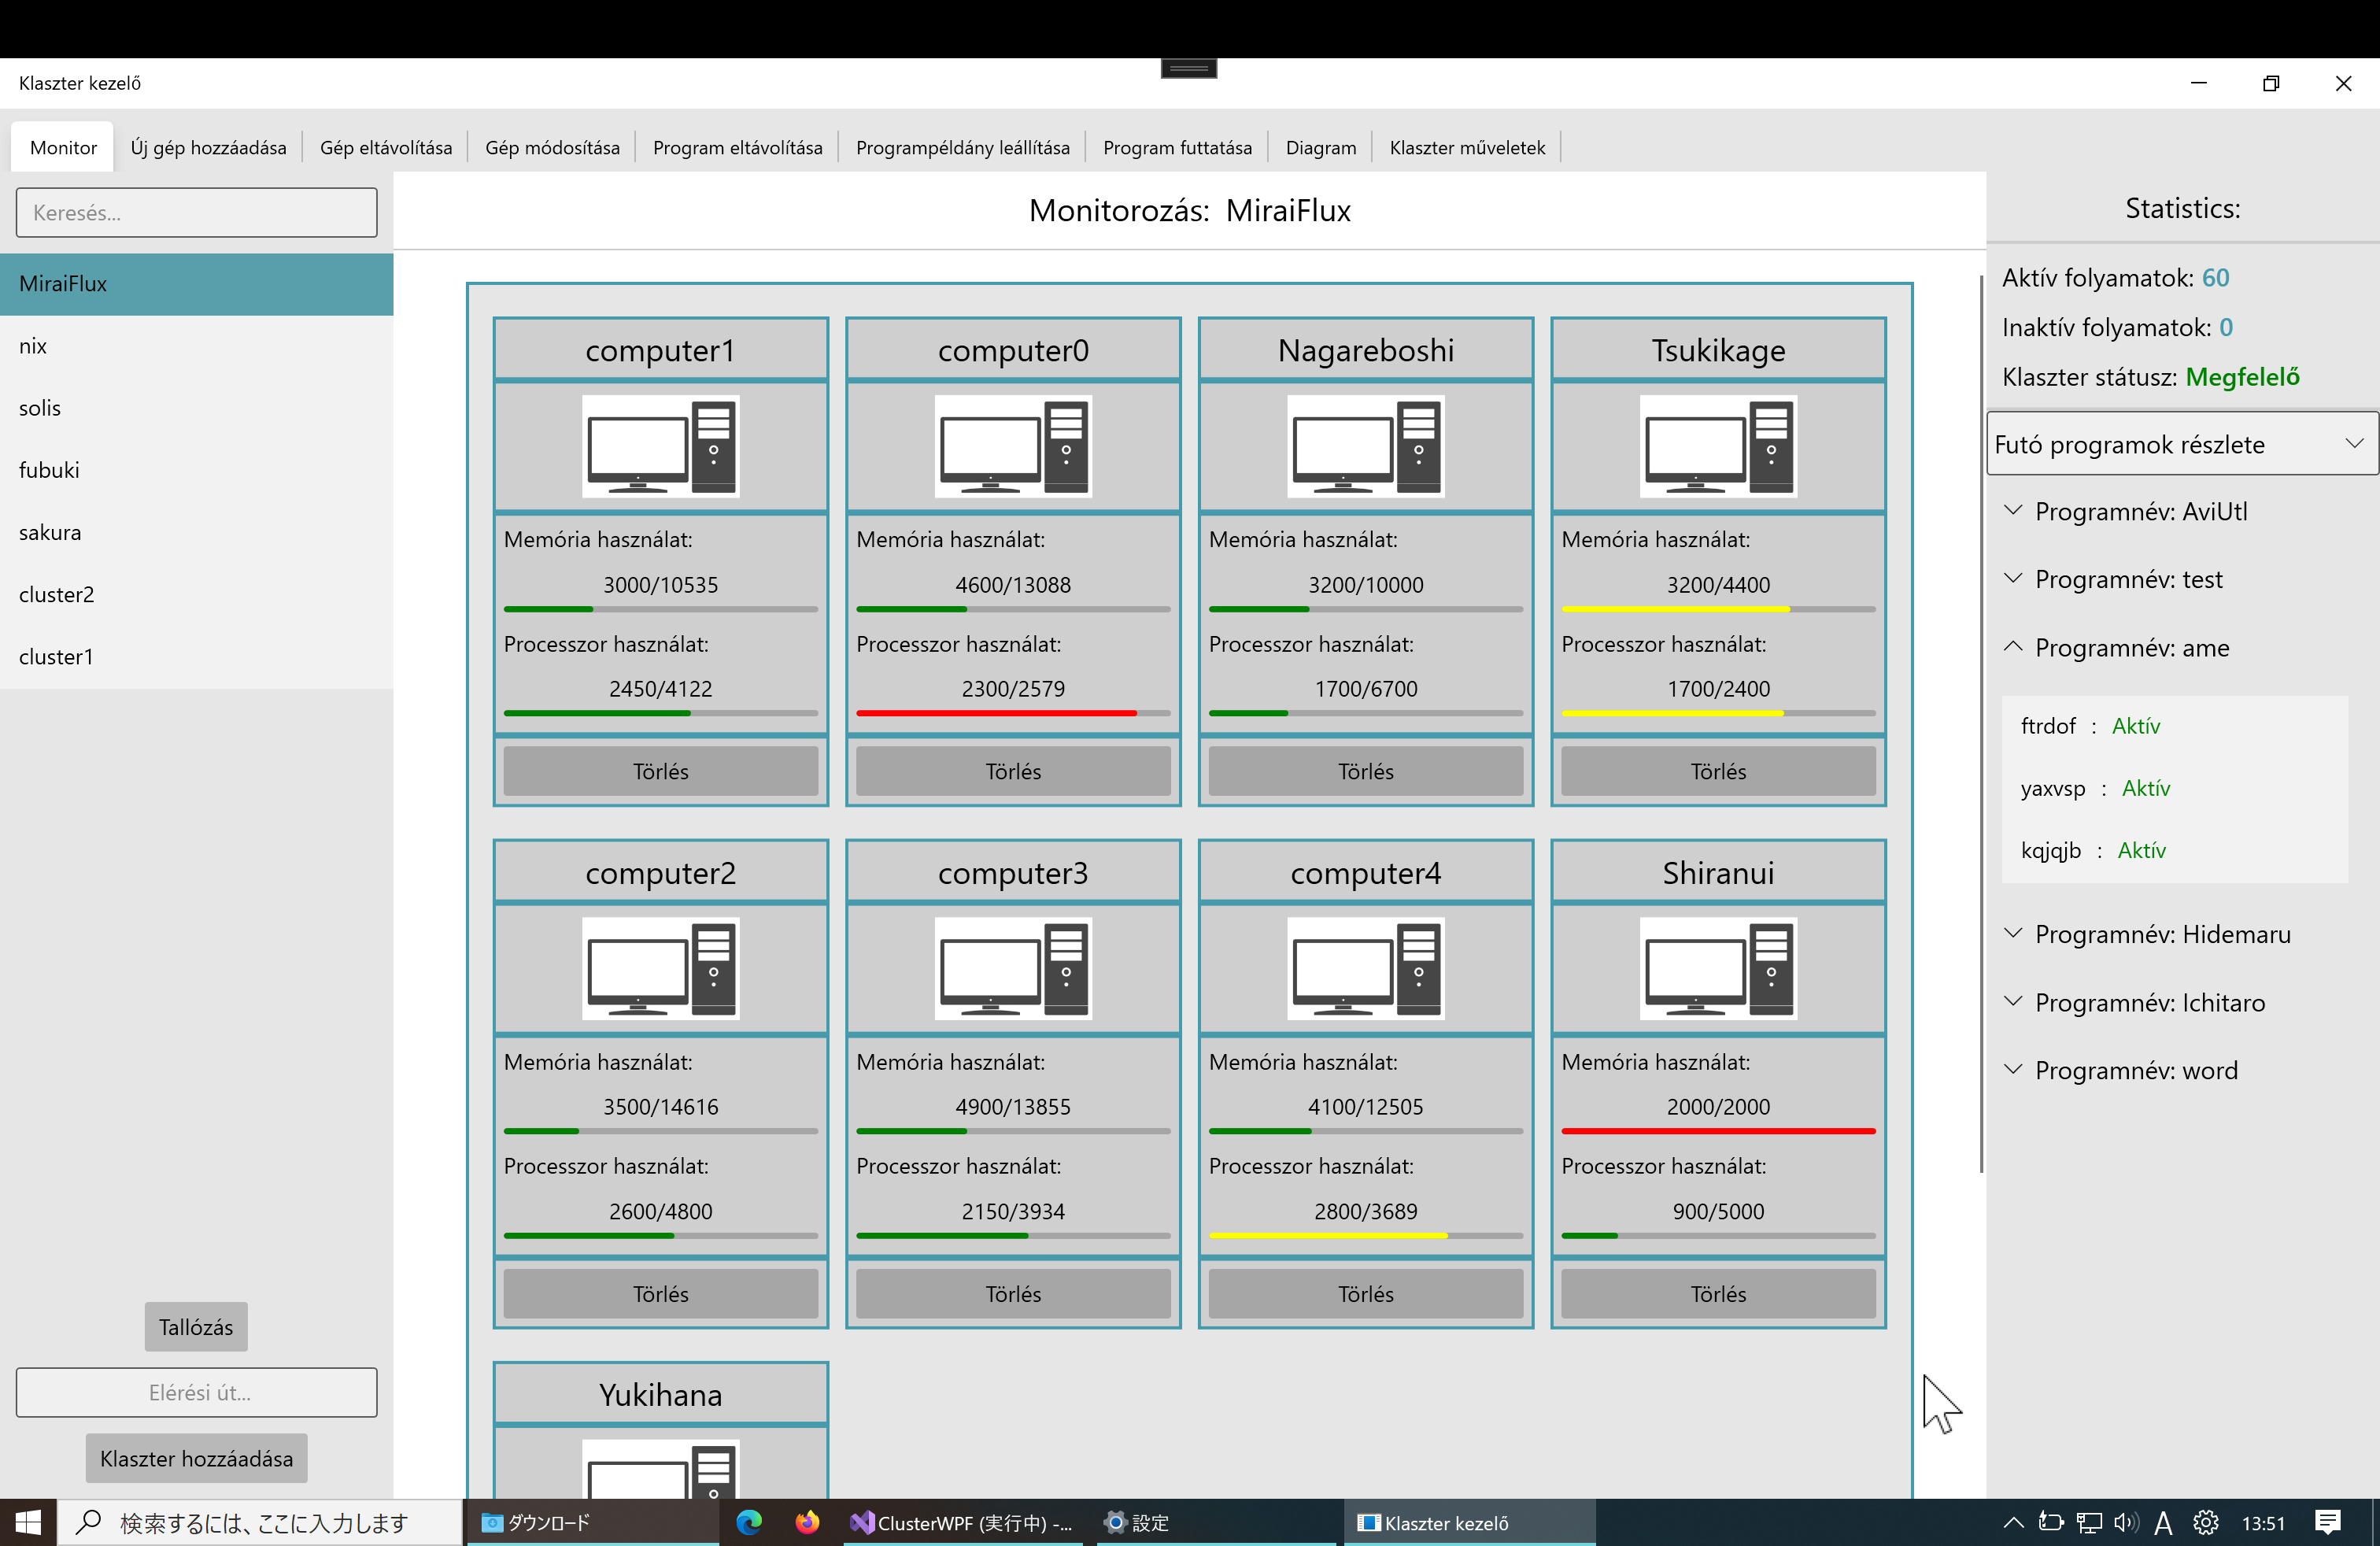 Klaszter kezelő
Monitor
Új gép hozzáadása
Gép eltávolítása
Gép módosítása
Program eltávolítása
Programpéldány leállítása
Program futtatása
Diagram
Klaszter műveletek
Keresés...
MiraiFlux
nix
solis
fubuki
sakura
cluster2
cluster1
Tallózás
Elérési út...
Klaszter hozzáadása
Monitorozás: MiraiFlux
computer1
Memória használat:
3000/10535
Processzor használat:
2450/4122
Törlés
computer0
Memória használat:
4600/13088
Processzor használat:
2300/2579
Törlés
Nagareboshi
Memória használat:
3200/10000
Processzor használat:
1700/6700
Törlés
Tsukikage
Memória használat:
3200/4400
Processzor használat:
1700/2400
Törlés
computer2
Memória használat:
3500/14616
Processzor használat:
2600/4800
Törlés
computer3
Memória használat:
4900/13855
Processzor használat:
2150/3934
Törlés
computer4
Memória használat:
4100/12505
Processzor használat:
2800/3689
Törlés
Shiranui
Memória használat:
2000/2000
Processzor használat:
900/5000
Törlés
Yukihana
Statistics:
Aktív folyamatok: 60
Inaktív folyamatok: 0
Klaszter státusz: Megfelelő
Futó programok részlete
Programnév: AviUtl
Programnév: test
Programnév: ame
ftrdof : Aktív
yaxvsp : Aktív
kqjqjb : Aktív
Programnév: Hidemaru
Programnév: Ichitaro
Programnév: word
検索するには、ここに入力します
ダウンロード
ClusterWPF (実行中) -...
設定
Klaszter kezelő
A
13:51